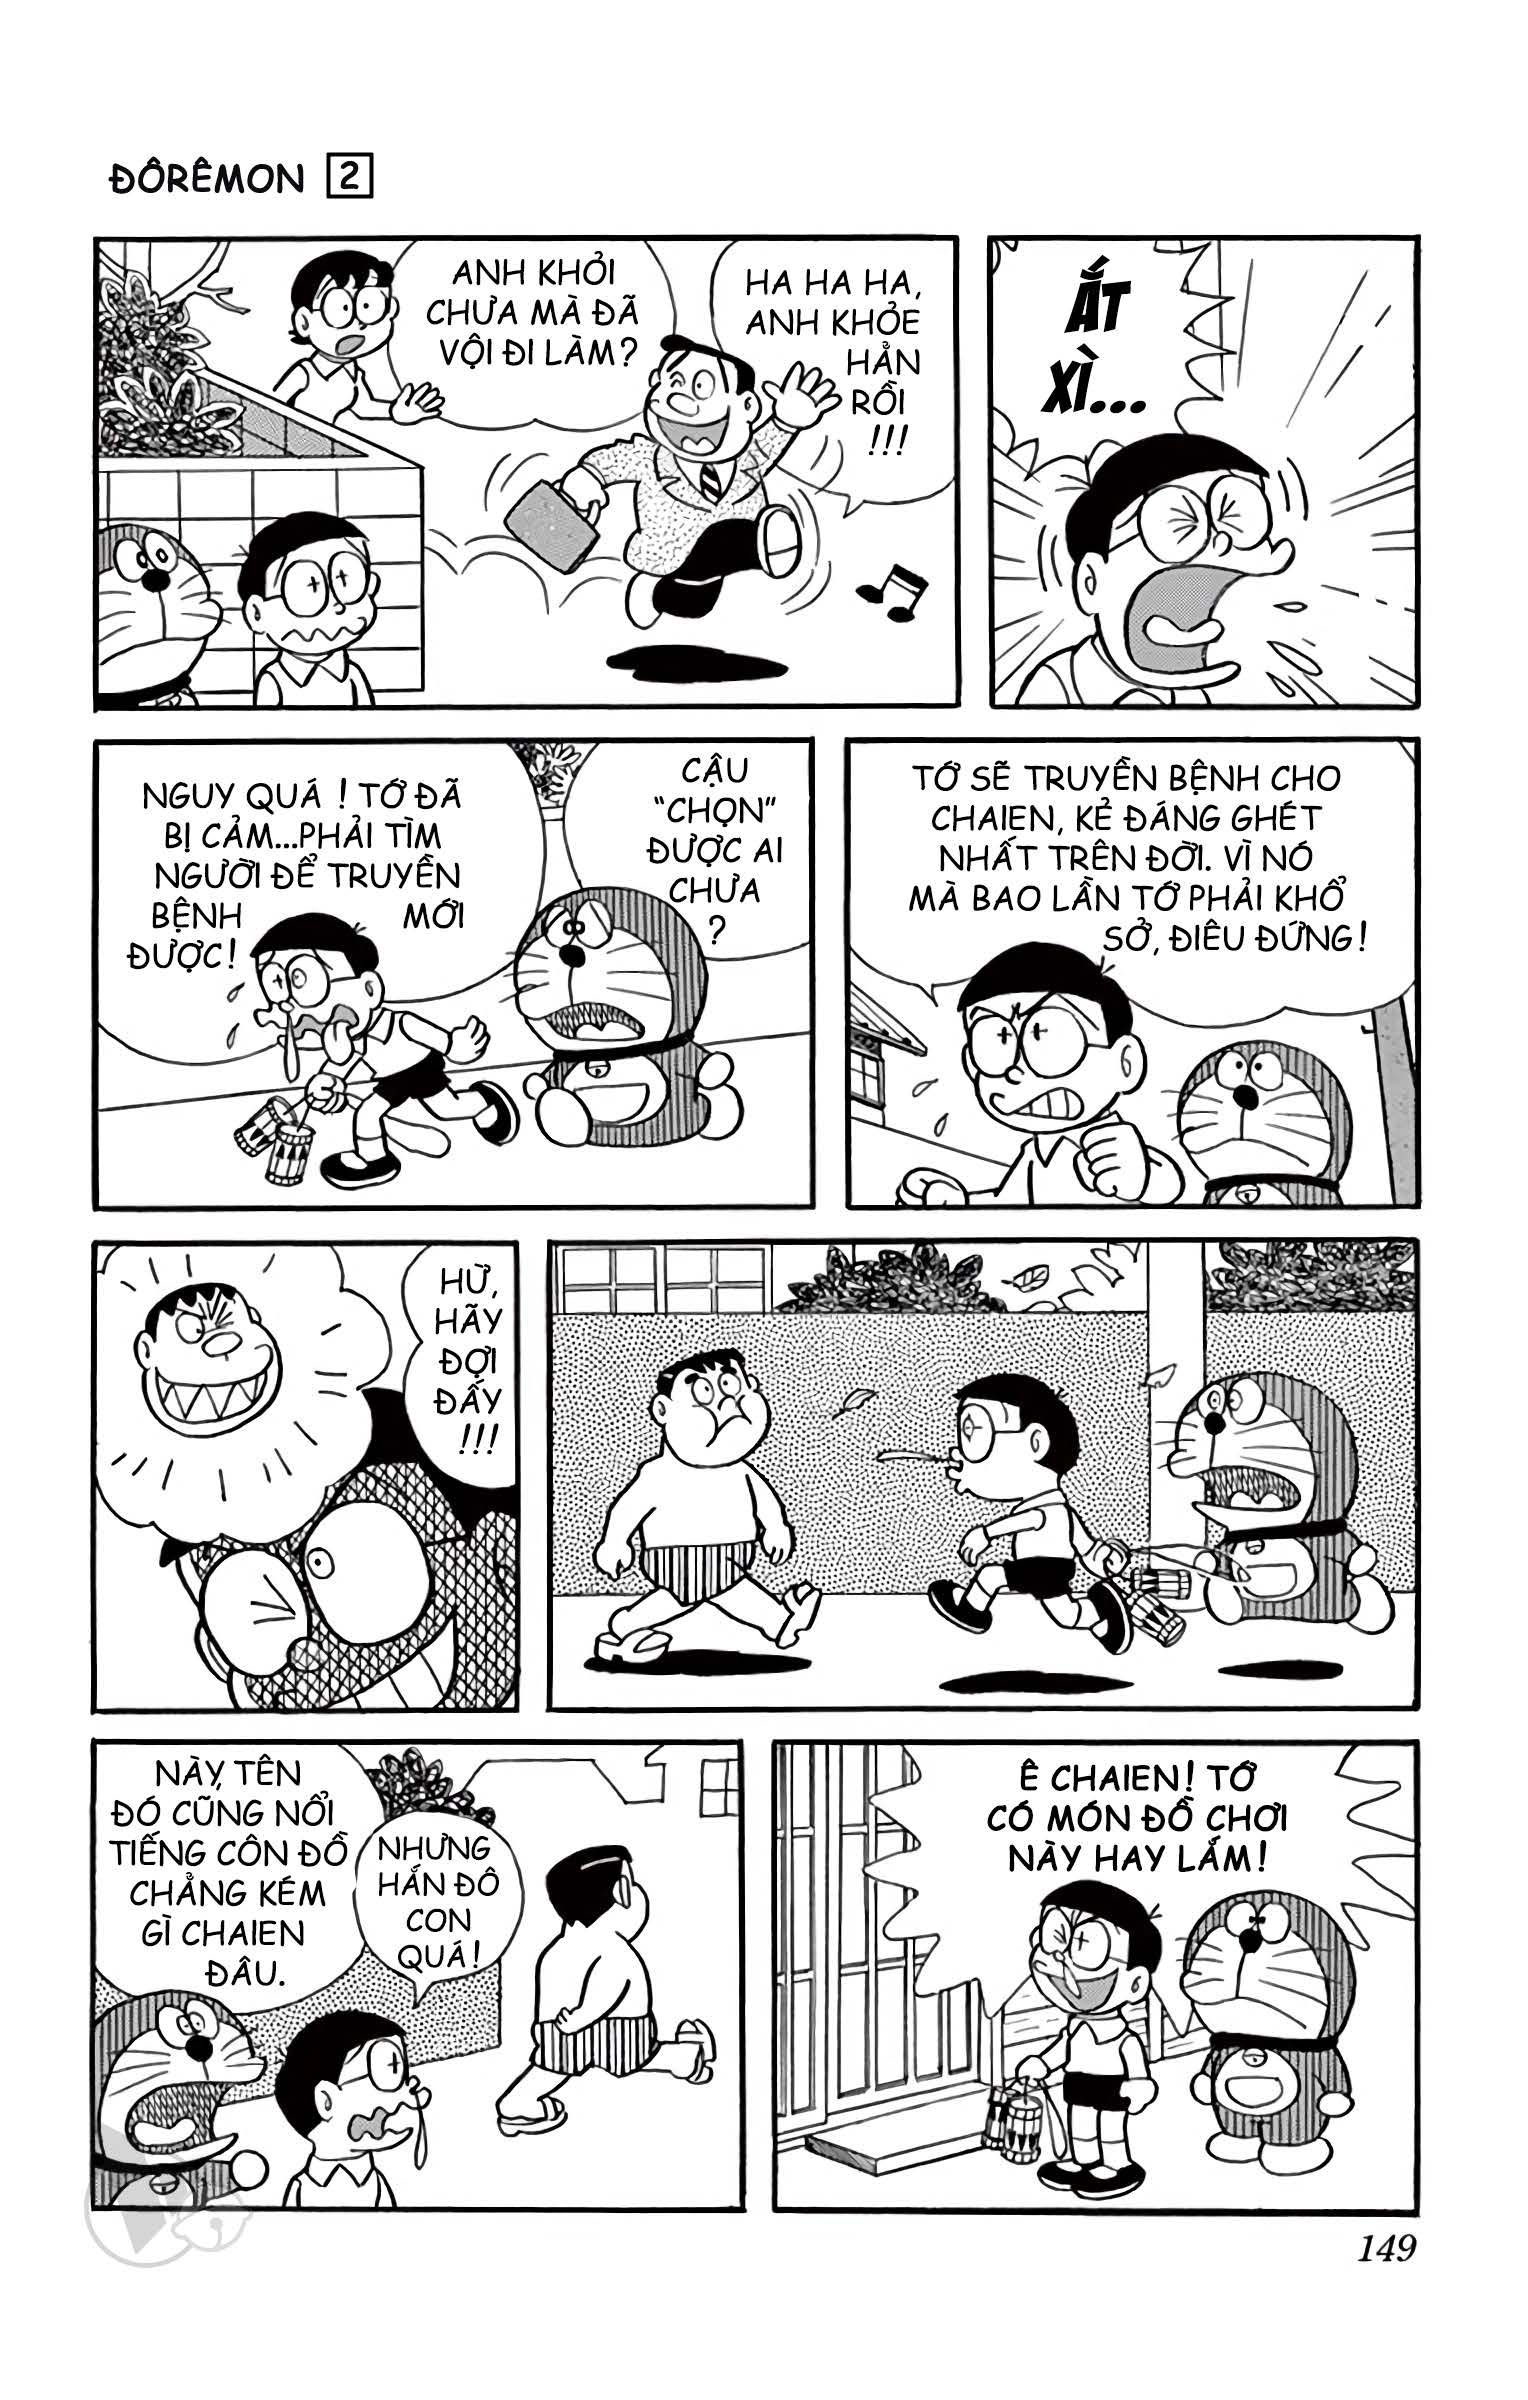 ĐÔRÊMON 2
ANH KHỎI
CHƯA MÀ ĐÃ
VỘI ĐI LÀM?
HA HA HA,
ANH KHỎE
HẲN
RỒI
!!!
ẮT
XÌ...
NGUY QUÁ ! TỚ ĐÃ
BỊ CẢM...PHẢI TÌM
NGƯỜI ĐỂ TRUYỀN
BỆNH MỚI
ĐƯỢC!
CẬU
“CHỌN”
ĐƯỢC AI
CHƯA
?
TỚ SẼ TRUYỀN BỆNH CHO
CHAIEN, KẺ ĐÁNG GHÉT
NHẤT TRÊN ĐỜI. VÌ NÓ
MÀ BAO LẦN TỚ PHẢI KHỔ
SỞ, ĐIÊU ĐỨNG!
HỪ,
HÃY
ĐỢI
ĐẤY
!!!
NÀY, TÊN
ĐÓ CŨNG NỔI
TIẾNG CÔN ĐỒ
CHẲNG KÉM
GÌ CHAIEN
ĐÂU.
NHƯNG
HẮN ĐÔ
CON
QUÁ!
Ê CHAIEN! TỚ
CÓ MÓN ĐỒ CHƠI
NÀY HAY LẮM!
149